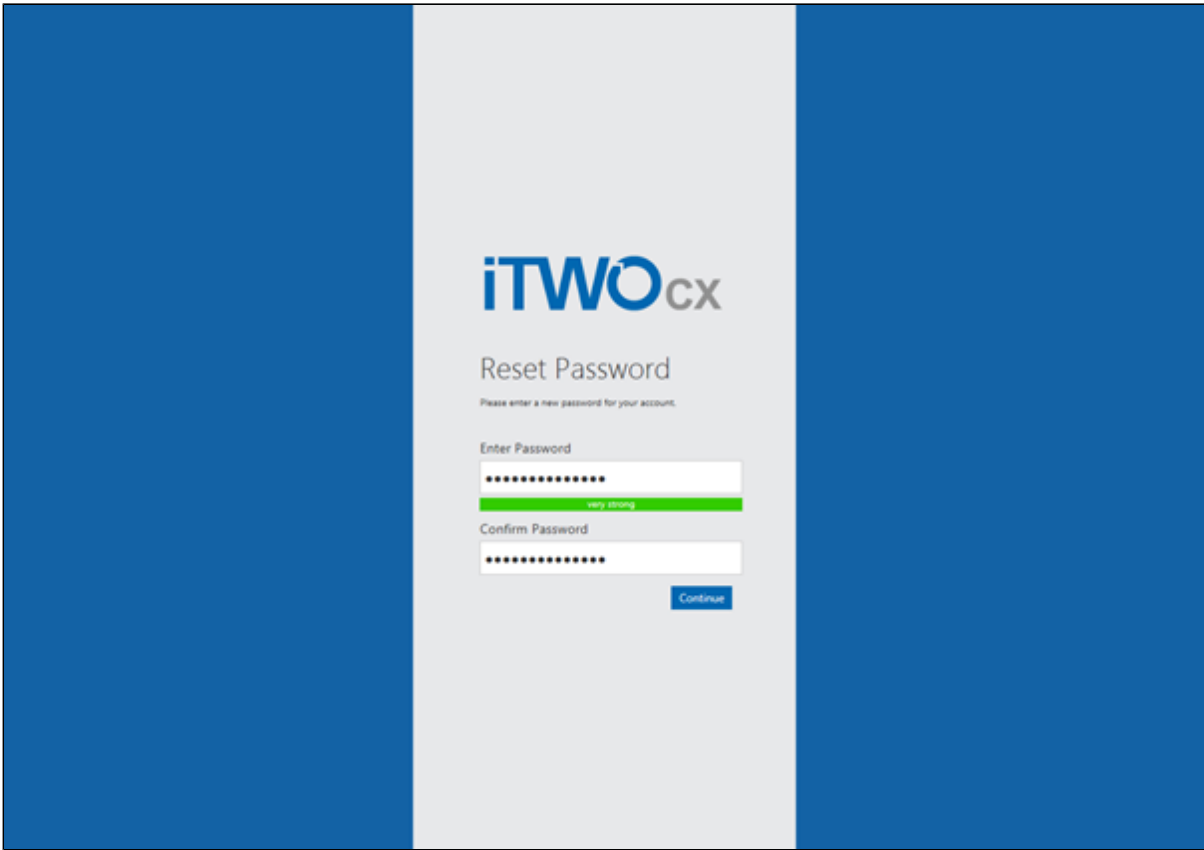 iTWOcx
Reset Password
Please enter a new password for your account.
Enter Password
••••••••••••••
very strong
Confirm Password
••••••••••••••
Continue